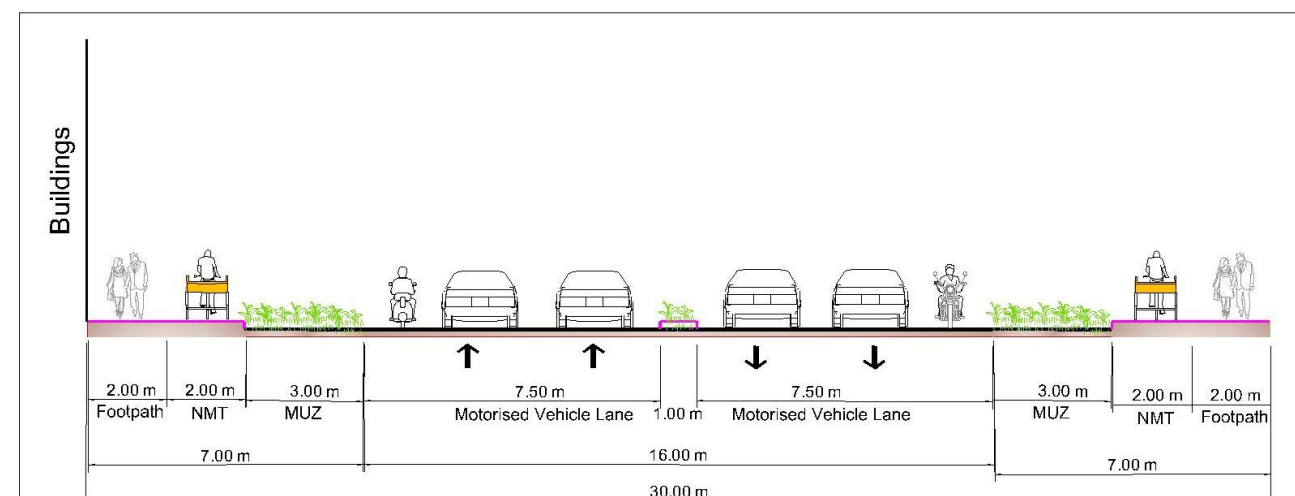 Buildings
2.00 m 2.00 m 3.00 m 7.50 m 7.50 m 3.00 m 2.00 m 2.00 m
Footpath NMT MUZ Motorised Vehicle Lane 1.00 m Motorised Vehicle Lane MUZ NMT Footpath
7.00 m 16.00 m 7.00 m
30.00 m